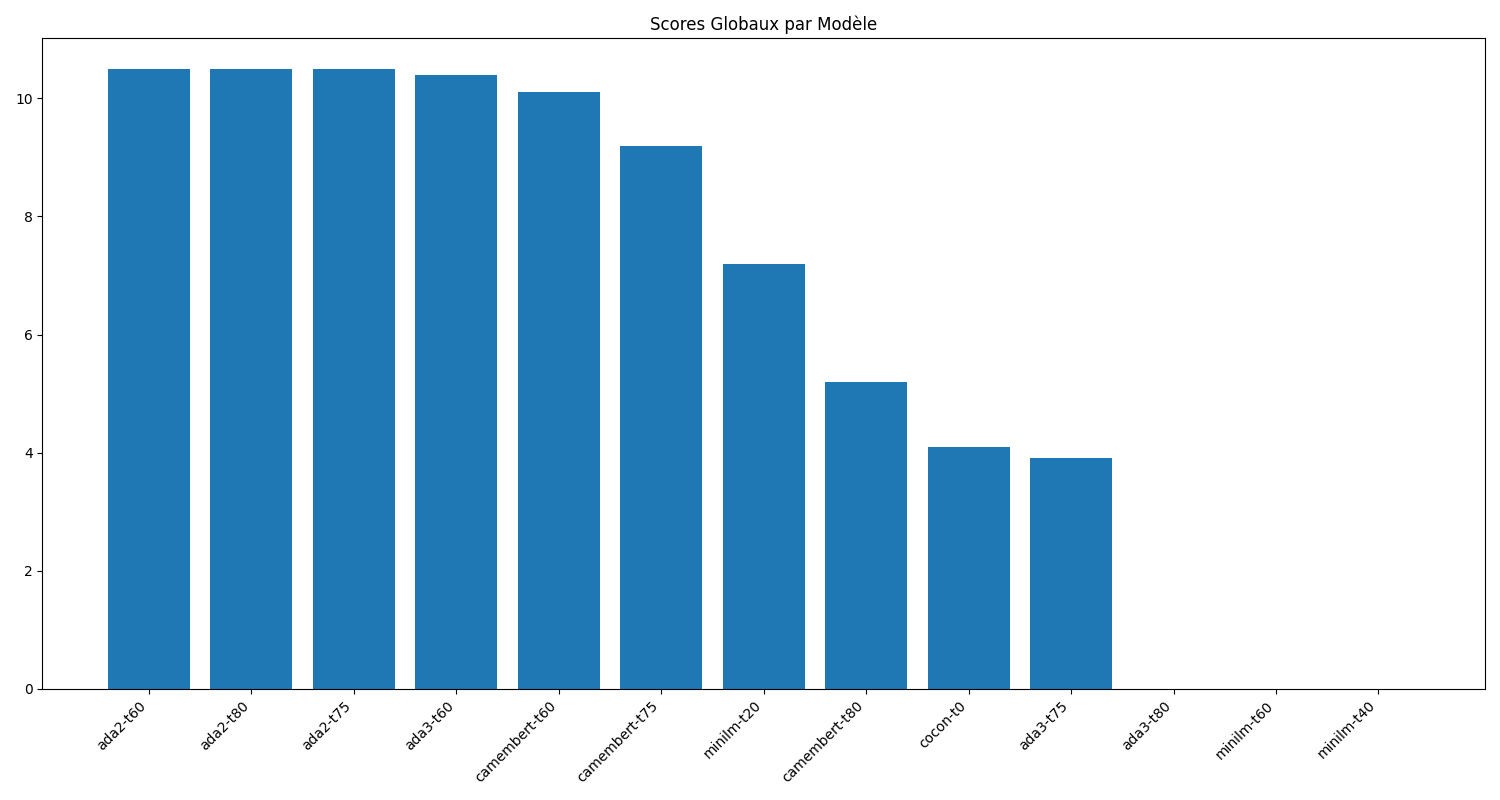 Scores Globaux par Modèle
10
8
6
4
2
0
ada2-t60
ada2-t80
ada2-t75
ada3-t60
camembert-t60
camembert-t75
minilm-t20
camembert-t80
cocon-t0
ada3-t75
ada3-t80
minilm-t60
minilm-t40